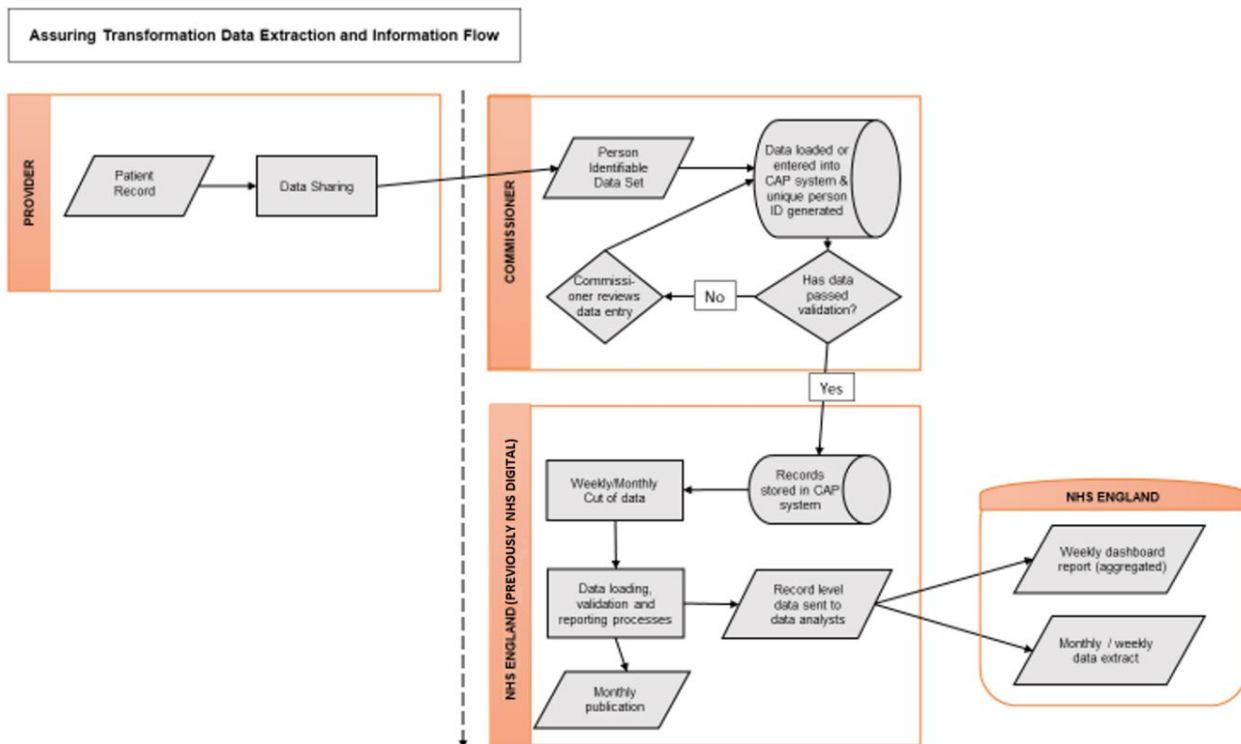 Assuring Transformation Data Extraction and Information Flow
PROVIDER
Patient
Record
Data Sharing
COMMISSIONER
Person
Identifiable
Data Set
Data loaded or
entered into
CAP system &
unique person
ID generated
Commissi-
oner reviews
data entry
No
Has data
passed
validation?
Yes
NHS ENGLAND (PREVIOUSLY NHS DIGITAL)
Weekly/Monthly
Cut of data
Records
stored in CAP
system
Data loading,
validation and
reporting processes
Record level
data sent to
data analysts
Monthly
publication
NHS ENGLAND
Weekly dashboard
report (aggregated)
Monthly / weekly
data extract